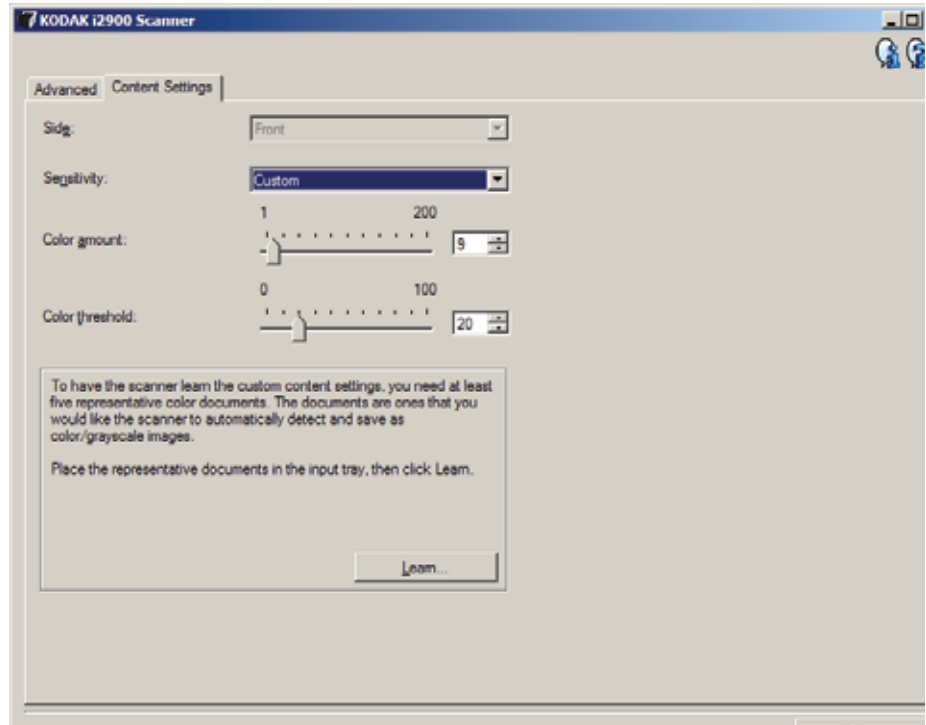 KODAK i2900 Scanner
Advanced
Content Settings
Side:
Front
Sensitivity:
Custom
1
200
Color amount:
9
0
100
Color threshold:
20
To have the scanner learn the custom content settings, you need at least
five representative color documents. The documents are ones that you
would like the scanner to automatically detect and save as
color/grayscale images.
Place the representative documents in the input tray, then click Learn.
Learn...